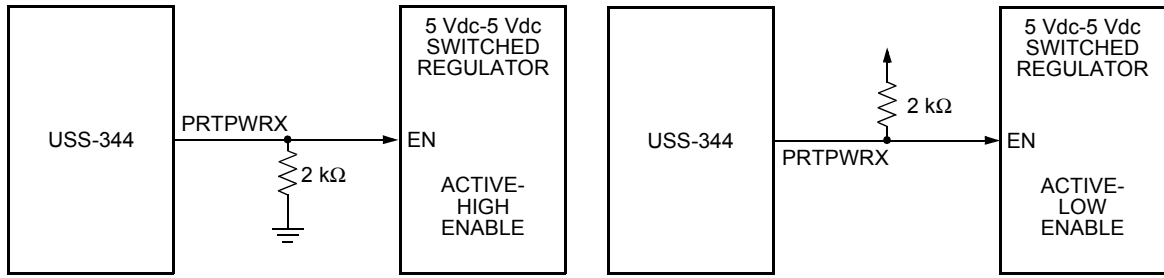 5 Vdc-5 Vdc
SWITCHED
REGULATOR
USS-344
PRTPWRX
EN
2 kΩ
ACTIVE-
HIGH
ENABLE
5 Vdc-5 Vdc
SWITCHED
REGULATOR
2 kΩ
USS-344
EN
PRTPWRX
ACTIVE-
LOW
ENABLE